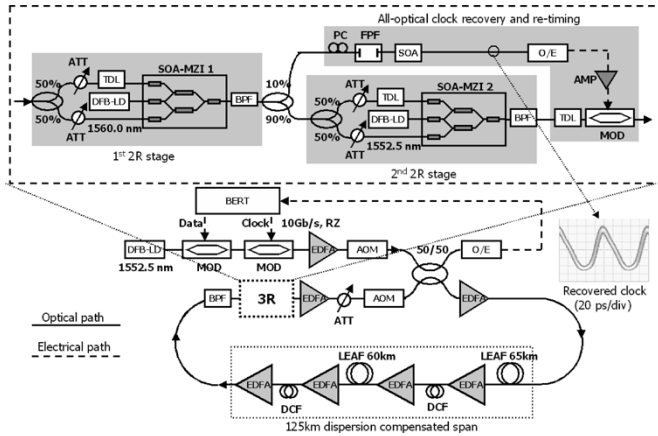 All-optical clock recovery and re-timing
PC
FPF
SOA
O/E
ATT
SOA-MZI 1
50%
TDL
DFB-LD
50%
ATT
1560.0 nm
BPF
10%
90%
1st 2R stage
AMP
ATT
SOA-MZI 2
50%
TDL
DFB-LD
50%
ATT
1552.5 nm
BPF
TDL
MOD
2nd 2R stage
BERT
Data
Clock
10Gb/s, RZ
DFB-LD
1552.5 nm
MOD
MOD
EDFA
AOM
50/50
O/E
BPF
3R
EDFA
ATT
AOM
EDFA
Recovered clock
(20 ps/div)
Optical path
Electrical path
LEAF 60km
LEAF 65km
EDFA
DCF
EDFA
EDFA
DCF
EDFA
125km dispersion compensated span